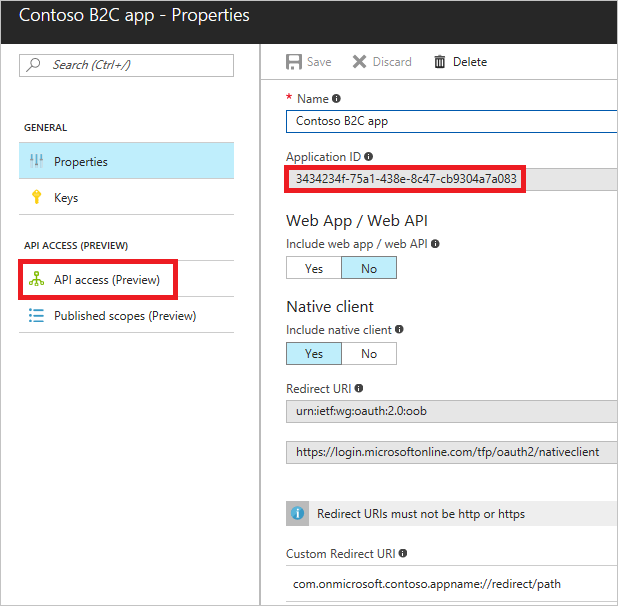 Contoso B2C app - Properties
Search (Ctrl+/)
GENERAL
Properties
Keys
API ACCESS (PREVIEW)
API access (Preview)
Published scopes (Preview)
Save Discard Delete
* Name
Contoso B2C app
Application ID
3434234f-75a1-438e-8c47-cb9304a7a083
Web App / Web API
Include web app / web API
Yes No
Native client
Include native client
Yes No
Redirect URI
urn:ietf:wg:oauth:2.0:oob
https://login.microsoftonline.com/tfp/oauth2/nativeclient
Redirect URIs must not be http or https
Custom Redirect URI
com.onmicrosoft.contoso.appname://redirect/path